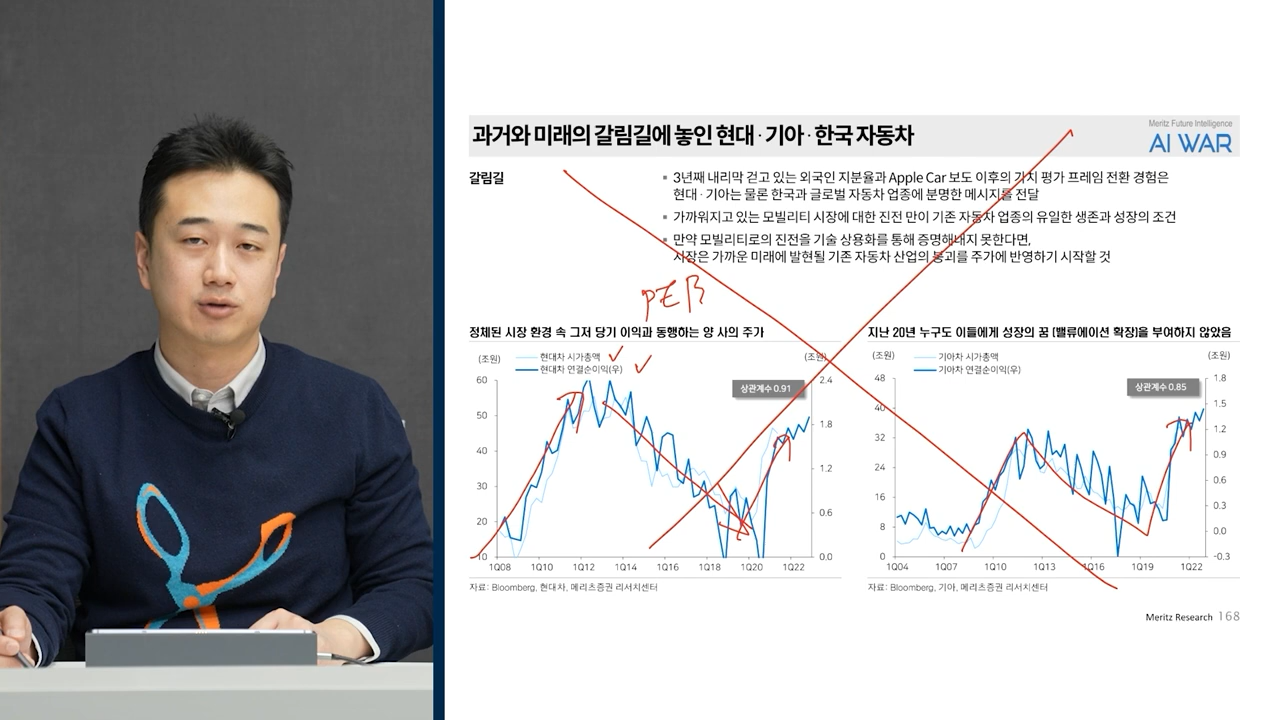 과거와 미래의 갈림길에 놓인 현대·기아·한국 자동차
Meritz Future Intelligence
AI WAR
갈림길
▪ 3년째 내리막 걷고 있는 외국인 지분율과 Apple Car 보도 이후의 가치 평가 프레임 전환 경험은
현대·기아는 물론 한국과 글로벌 자동차 업종에 분명한 메시지를 전달
▪ 가까워지고 있는 모빌리티 시장에 대한 진전 만이 기존 자동차 업종의 유일한 생존과 성장의 조건
▪ 만약 모빌리티로의 진전을 기술 상용화를 통해 증명해내지 못한다면,
시장은 가까운 미래에 발현될 기존 자동차 산업의 붕괴를 주가에 반영하기 시작할 것
PER
정체된 시장 환경 속 그저 당기 이익과 동행하는 양 사의 주가
(조원)
현대차 시가총액
현대차 연결순이익(우)
(조원)
상관계수 0.91
60
50
40
30
20
10
2.4
1.8
1.2
0.6
0.0
1Q08 1Q10 1Q12 1Q14 1Q16 1Q18 1Q20 1Q22
자료: Bloomberg, 현대차, 메리츠증권 리서치센터
지난 20년 누구도 이들에게 성장의 꿈 (밸류에이션 확장)을 부여하지 않았음
(조원)
기아차 시가총액
기아차 연결순이익(우)
(조원)
상관계수 0.85
48
40
32
24
16
8
0
1.8
1.5
1.2
0.9
0.6
0.3
0.0
-0.3
1Q04 1Q07 1Q10 1Q13 1Q16 1Q19 1Q22
자료: Bloomberg, 기아, 메리츠증권 리서치센터
Meritz Research 168